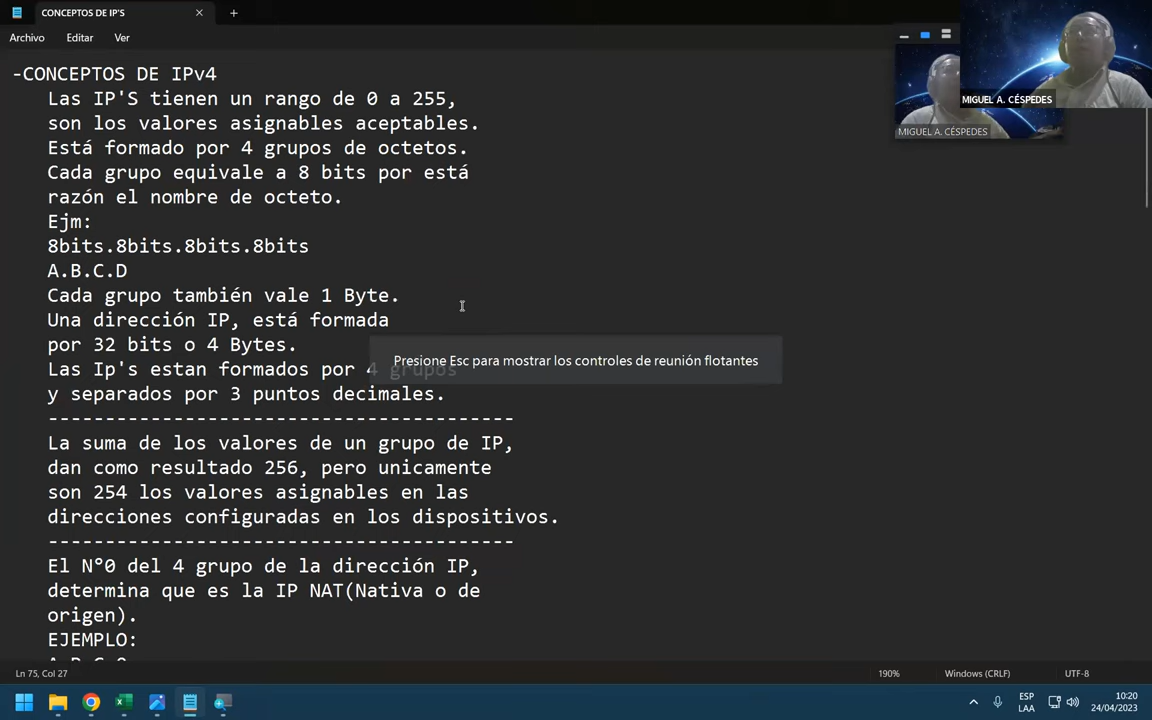 CONCEPTOS DE IP'S
Archivo Editar Ver
-CONCEPTOS DE IPv4
Las IP'S tienen un rango de 0 a 255,
son los valores asignables aceptables.
Está formado por 4 grupos de octetos.
Cada grupo equivale a 8 bits por está
razón el nombre de octeto.
Ejm:
8bits.8bits.8bits.8bits
A.B.C.D
Cada grupo también vale 1 Byte.
Una dirección IP, está formada
por 32 bits o 4 Bytes.
Las Ip's estan formados por 4 grupos
y separados por 3 puntos decimales.
------------------------------------------
La suma de los valores de un grupo de IP,
dan como resultado 256, pero unicamente
son 254 los valores asignables en las
direcciones configuradas en los dispositivos.
------------------------------------------
El N°0 del 4 grupo de la dirección IP,
determina que es la IP NAT(Nativa o de
origen).
EJEMPLO:
A.B.C.0
MIGUEL A. CÉSPEDES
MIGUEL A. CÉSPEDES
Presione Esc para mostrar los controles de reunión flotantes
Ln 75, Col 27
190%
Windows (CRLF)
UTF-8
ESP
LAA
10:20
24/04/2023